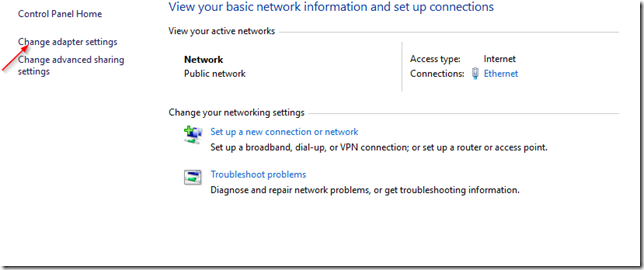 Control Panel Home
Change adapter settings
Change advanced sharing
settings
View your basic network information and set up connections
View your active networks
Network
Public network
Access type: Internet
Connections: Ethernet
Change your networking settings
Set up a new connection or network
Set up a broadband, dial-up, or VPN connection; or set up a router or access point.
Troubleshoot problems
Diagnose and repair network problems, or get troubleshooting information.